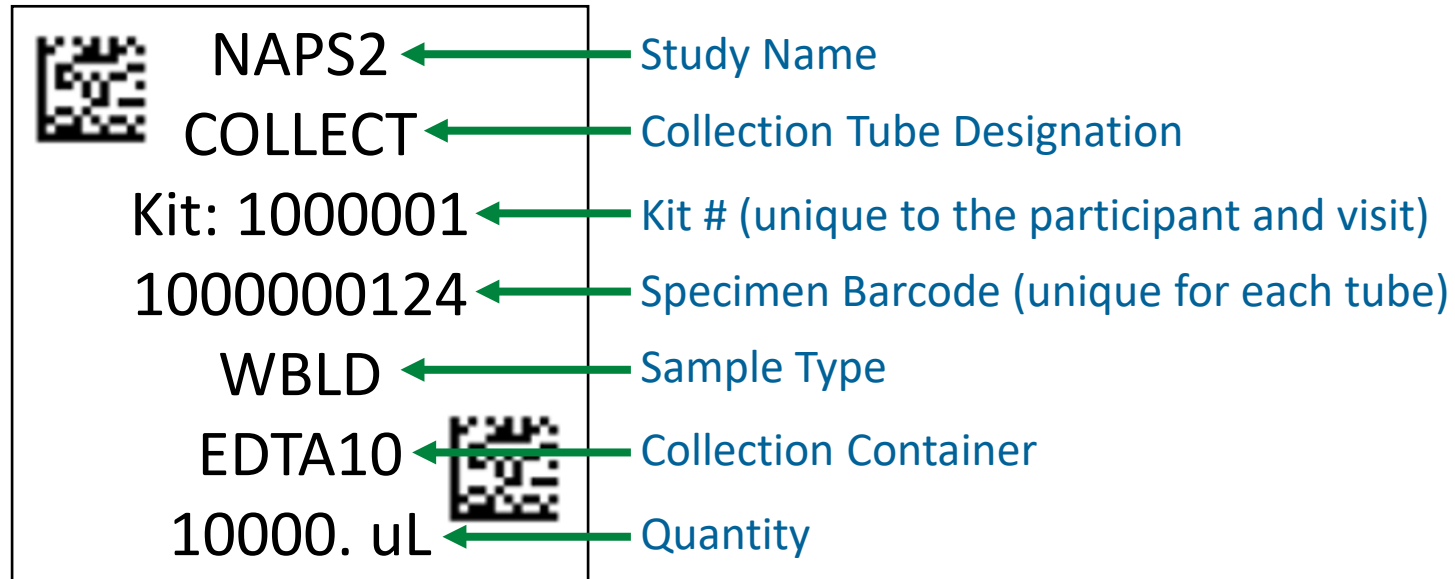 NAPS2 Study Name
COLLECT Collection Tube Designation
Kit: 1000001 Kit # (unique to the participant and visit)
1000000124 Specimen Barcode (unique for each tube)
WBLD Sample Type
EDTA10 Collection Container
10000. uL Quantity